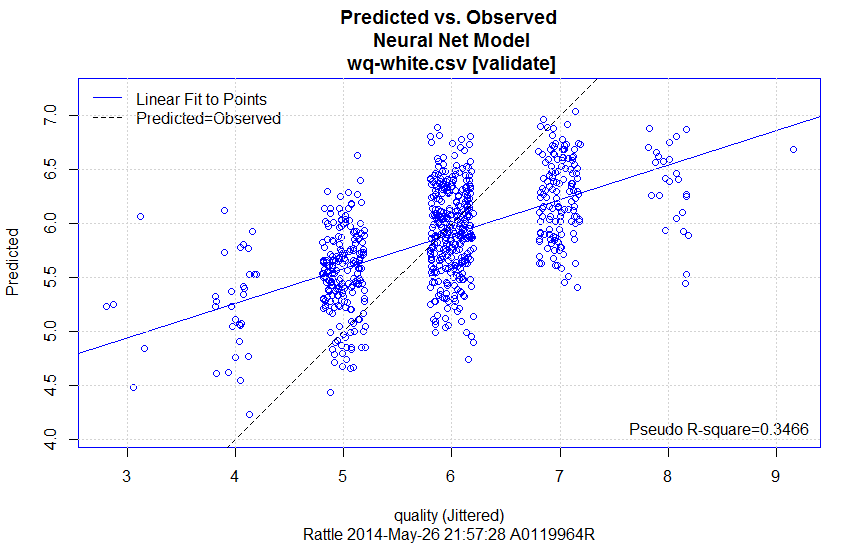 Predicted vs. Observed
Neural Net Model
wq-white.csv [validate]
Linear Fit to Points
Predicted=Observed
7.0
6.5
6.0
5.5
5.0
4.5
4.0
Predicted
Pseudo R-square=0.3466
3 4 5 6 7 8 9
quality (Jittered)
Rattle 2014-May-26 21:57:28 A0119964R